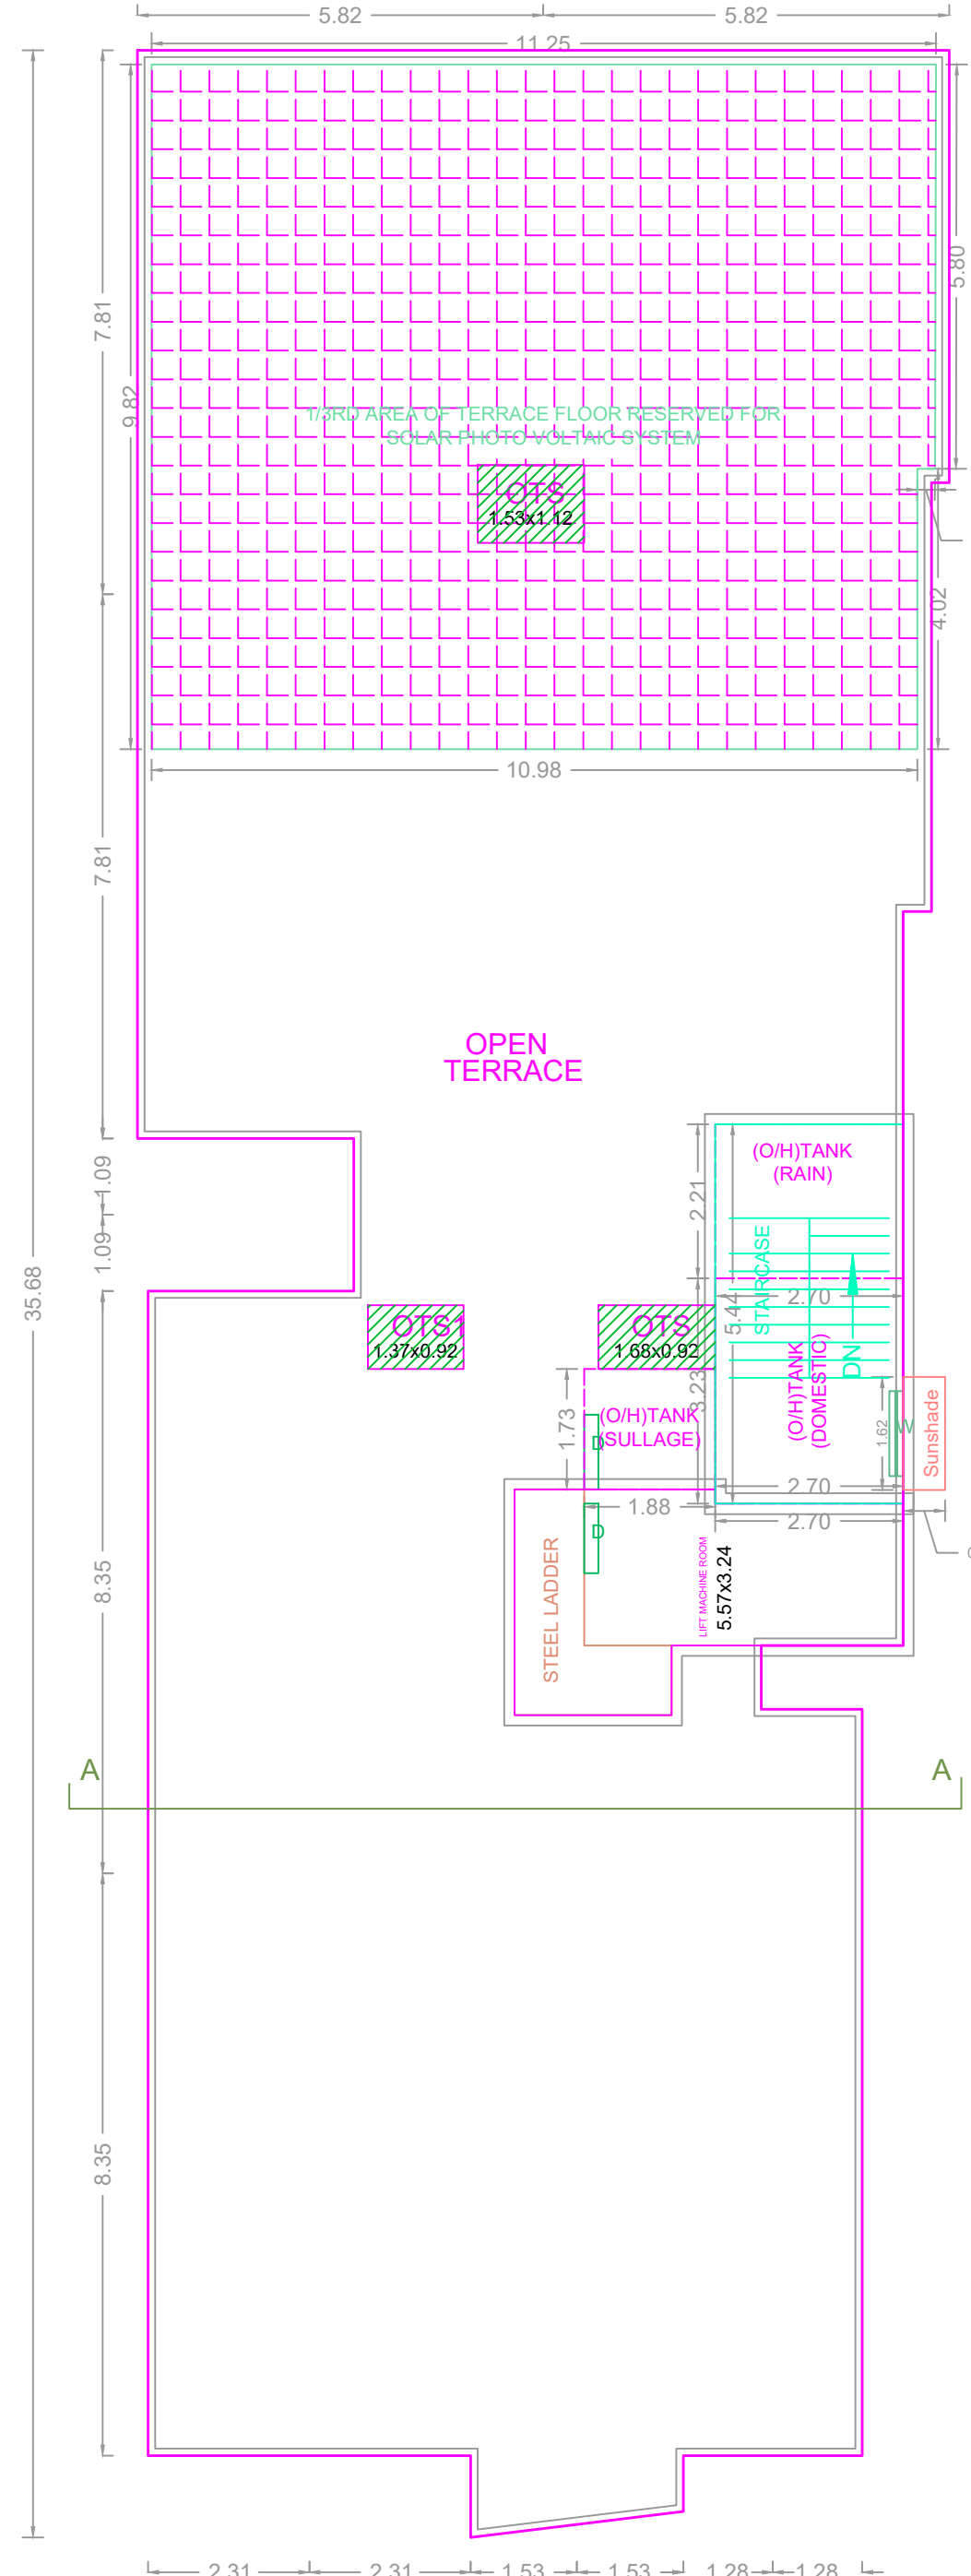 5.82
5.82
11.25
5.80
7.81
9.82
1/3RD AREA OF TERRACE FLOOR RESERVED FOR
SOLAR PHOTO VOLTAIC SYSTEM
OTS
1.53x1.12
4.02
10.98
7.81
OPEN
TERRACE
(O/H)TANK
(RAIN)
1.09
2.21
1.09
STAIRCASE
35.68
2.70
5.44
OTS1
1.37x0.92
OTS
1.68x0.92
DN
(O/H)TANK
(DOMESTIC)
3.23
1.73
(O/H)TANK
(SULLAGE)
D
1.62
W
Sunshade
2.70
1.88
2.70
D
8.35
STEEL LADDER
LIFT MACHINE ROOM
5.57x3.24
A
A
8.35
2.31
2.31
1.53
1.53
1.28
1.28